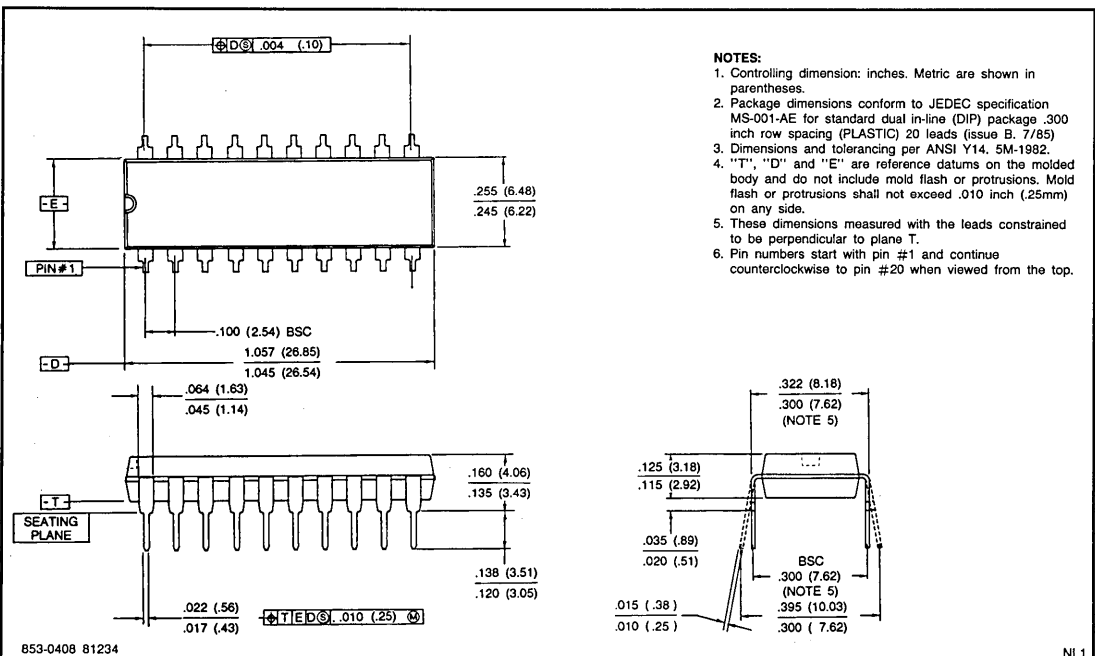 ⌖ D Ⓢ .004 (.10)
NOTES:
1. Controlling dimension: inches. Metric are shown in
parentheses.
2. Package dimensions conform to JEDEC specification
MS-001-AE for standard dual in-line (DIP) package .300
inch row spacing (PLASTIC) 20 leads (issue B. 7/85)
3. Dimensions and tolerancing per ANSI Y14. 5M-1982.
4. "T", "D" and "E" are reference datums on the molded
body and do not include mold flash or protrusions. Mold
flash or protrusions shall not exceed .010 inch (.25mm)
on any side.
5. These dimensions measured with the leads constrained
to be perpendicular to plane T.
6. Pin numbers start with pin #1 and continue
counterclockwise to pin #20 when viewed from the top.
.255 (6.48)
.245 (6.22)
-E-
PIN#1
.100 (2.54) BSC
-D-
1.057 (26.85)
1.045 (26.54)
.064 (1.63)
.045 (1.14)
.160 (4.06)
.135 (3.43)
-T-
SEATING
PLANE
.138 (3.51)
.120 (3.05)
.022 (.56)
.017 (.43)
⌖ T E D Ⓢ .010 (.25) Ⓜ
.322 (8.18)
.300 (7.62)
(NOTE 5)
.125 (3.18)
.115 (2.92)
.035 (.89)
.020 (.51)
BSC
.300 (7.62)
(NOTE 5)
.395 (10.03)
.300 ( 7.62)
.015 ( .38 )
.010 ( .25 )
853-0408 81234
NL1